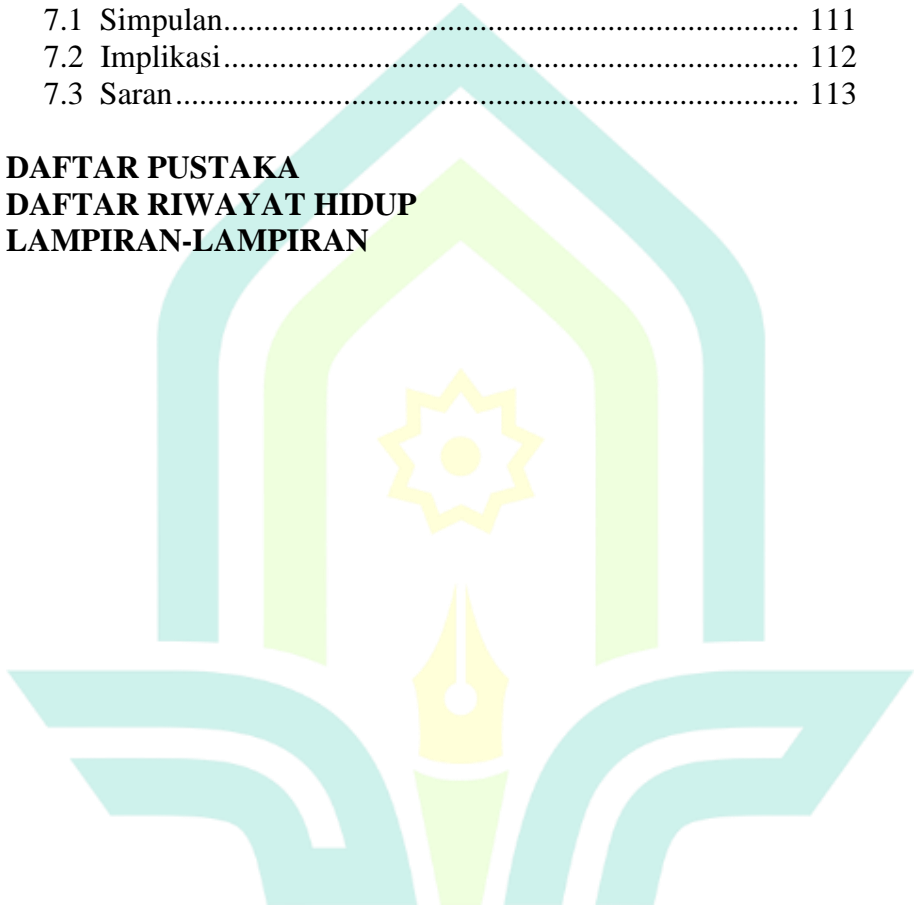 7.1 Simpulan....................................................................... 111
7.2 Implikasi....................................................................... 112
7.3 Saran............................................................................. 113
DAFTAR PUSTAKA
DAFTAR RIWAYAT HIDUP
LAMPIRAN-LAMPIRAN